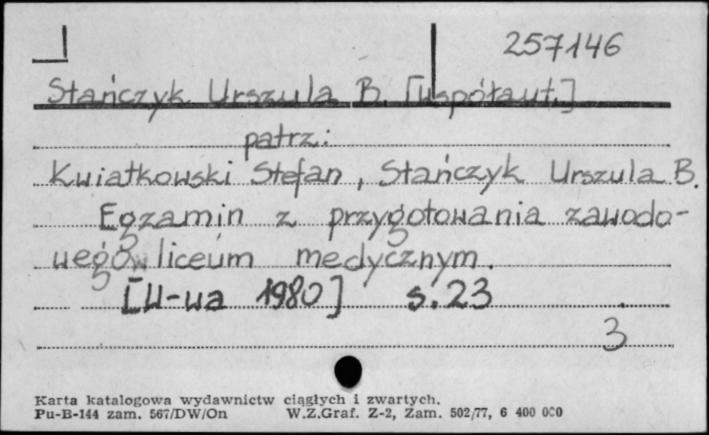 257146
Stańczyk Urszula B. [współaut.]
patrz:
Kwiatkowski Stefan, Stańczyk Urszula B.
Egzamin z przygotowania zawodo-
wego w liceum medycznym.
[W-wa 1980] s. 23
3
Karta katalogowa wydawnictw ciągłych i zwartych.
Pu-B-144 zam. 567/DW/On W.Z.Graf. Z-2, Zam. 502/77, 6 400 000